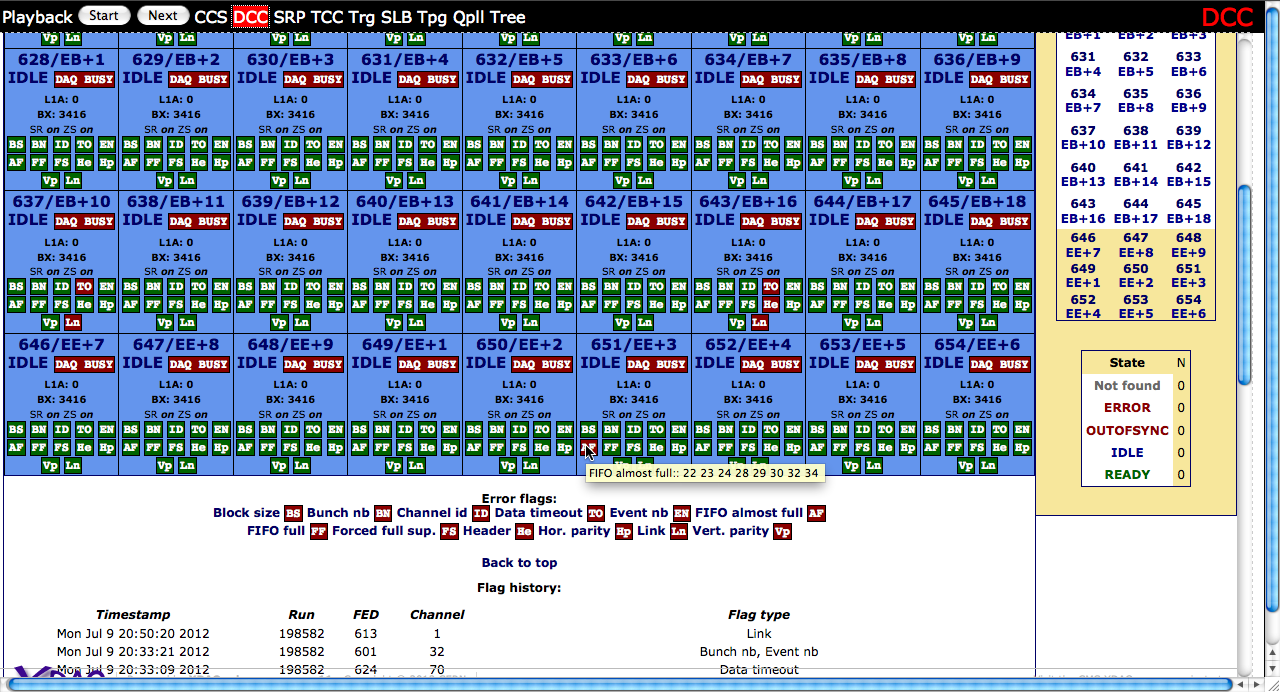 Playback Start Next CCS DCC SRP TCC Trg SLB Tpg Qpll Tree DCC
Vp Ln Vp Ln Vp Ln Vp Ln Vp Ln Vp Ln Vp Ln Vp Ln Vp Ln
628/EB+1 629/EB+2 630/EB+3 631/EB+4 632/EB+5 633/EB+6 634/EB+7 635/EB+8 636/EB+9
IDLE DAQ BUSY IDLE DAQ BUSY IDLE DAQ BUSY IDLE DAQ BUSY IDLE DAQ BUSY IDLE DAQ BUSY IDLE DAQ BUSY IDLE DAQ BUSY IDLE DAQ BUSY
L1A: 0 L1A: 0 L1A: 0 L1A: 0 L1A: 0 L1A: 0 L1A: 0 L1A: 0 L1A: 0
BX: 3416 BX: 3416 BX: 3416 BX: 3416 BX: 3416 BX: 3416 BX: 3416 BX: 3416 BX: 3416
SR on ZS on SR on ZS on SR on ZS on SR on ZS on SR on ZS on SR on ZS on SR on ZS on SR on ZS on SR on ZS on
BS BN ID TO EN BS BN ID TO EN BS BN ID TO EN BS BN ID TO EN BS BN ID TO EN BS BN ID TO EN BS BN ID TO EN BS BN ID TO EN BS BN ID TO EN
AF FF FS He Hp AF FF FS He Hp AF FF FS He Hp AF FF FS He Hp AF FF FS He Hp AF FF FS He Hp AF FF FS He Hp AF FF FS He Hp AF FF FS He Hp
Vp Ln Vp Ln Vp Ln Vp Ln Vp Ln Vp Ln Vp Ln Vp Ln Vp Ln
637/EB+10 638/EB+11 639/EB+12 640/EB+13 641/EB+14 642/EB+15 643/EB+16 644/EB+17 645/EB+18
IDLE DAQ BUSY IDLE DAQ BUSY IDLE DAQ BUSY IDLE DAQ BUSY IDLE DAQ BUSY IDLE DAQ BUSY IDLE DAQ BUSY IDLE DAQ BUSY IDLE DAQ BUSY
L1A: 0 L1A: 0 L1A: 0 L1A: 0 L1A: 0 L1A: 0 L1A: 0 L1A: 0 L1A: 0
BX: 3416 BX: 3416 BX: 3416 BX: 3416 BX: 3416 BX: 3416 BX: 3416 BX: 3416 BX: 3416
SR on ZS on SR on ZS on SR on ZS on SR on ZS on SR on ZS on SR on ZS on SR on ZS on SR on ZS on SR on ZS on
BS BN ID TO EN BS BN ID TO EN BS BN ID TO EN BS BN ID TO EN BS BN ID TO EN BS BN ID TO EN BS BN ID TO EN BS BN ID TO EN BS BN ID TO EN
AF FF FS He Hp AF FF FS He Hp AF FF FS He Hp AF FF FS He Hp AF FF FS He Hp AF FF FS He Hp AF FF FS He Hp AF FF FS He Hp AF FF FS He Hp
Vp Ln Vp Ln Vp Ln Vp Ln Vp Ln Vp Ln Vp Ln Vp Ln Vp Ln
646/EE+7 647/EE+8 648/EE+9 649/EE+1 650/EE+2 651/EE+3 652/EE+4 653/EE+5 654/EE+6
IDLE DAQ BUSY IDLE DAQ BUSY IDLE DAQ BUSY IDLE DAQ BUSY IDLE DAQ BUSY IDLE DAQ BUSY IDLE DAQ BUSY IDLE DAQ BUSY IDLE DAQ BUSY
L1A: 0 L1A: 0 L1A: 0 L1A: 0 L1A: 0 L1A: 0 L1A: 0 L1A: 0 L1A: 0
BX: 3416 BX: 3416 BX: 3416 BX: 3416 BX: 3416 BX: 3416 BX: 3416 BX: 3416 BX: 3416
SR on ZS on SR on ZS on SR on ZS on SR on ZS on SR on ZS on SR on ZS on SR on ZS on SR on ZS on SR on ZS on
BS BN ID TO EN BS BN ID TO EN BS BN ID TO EN BS BN ID TO EN BS BN ID TO EN BS BN ID TO EN BS BN ID TO EN BS BN ID TO EN BS BN ID TO EN
AF FF FS He Hp AF FF FS He Hp AF FF FS He Hp AF FF FS He Hp AF FF FS He Hp FF FS He Hp AF FF FS He Hp AF FF FS He Hp AF FF FS He Hp
Vp Ln Vp Ln Vp Ln Vp Ln Vp Ln Vp Ln
FIFO almost full:: 22 23 24 28 29 30 32 34
Error flags:
Block size BS Bunch nb BN Channel id ID Data timeout TO Event nb EN FIFO almost full AF
FIFO full FF Forced full sup. FS Header He Hor. parity Hp Link Ln Vert. parity Vp
Back to top
Flag history:
Timestamp Run FED Channel Flag type
Mon Jul 9 20:50:20 2012 198582 613 1 Link
Mon Jul 9 20:33:21 2012 198582 601 32 Bunch nb, Event nb
Mon Jul 9 20:33:09 2012 198582 624 70 Data timeout
EB+1 EB+2 EB+3
631 632 633
EB+4 EB+5 EB+6
634 635 636
EB+7 EB+8 EB+9
637 638 639
EB+10 EB+11 EB+12
640 641 642
EB+13 EB+14 EB+15
643 644 645
EB+16 EB+17 EB+18
646 647 648
EE+7 EE+8 EE+9
649 650 651
EE+1 EE+2 EE+3
652 653 654
EE+4 EE+5 EE+6
State N
Not found 0
ERROR 0
OUTOFSYNC 0
IDLE 0
READY 0